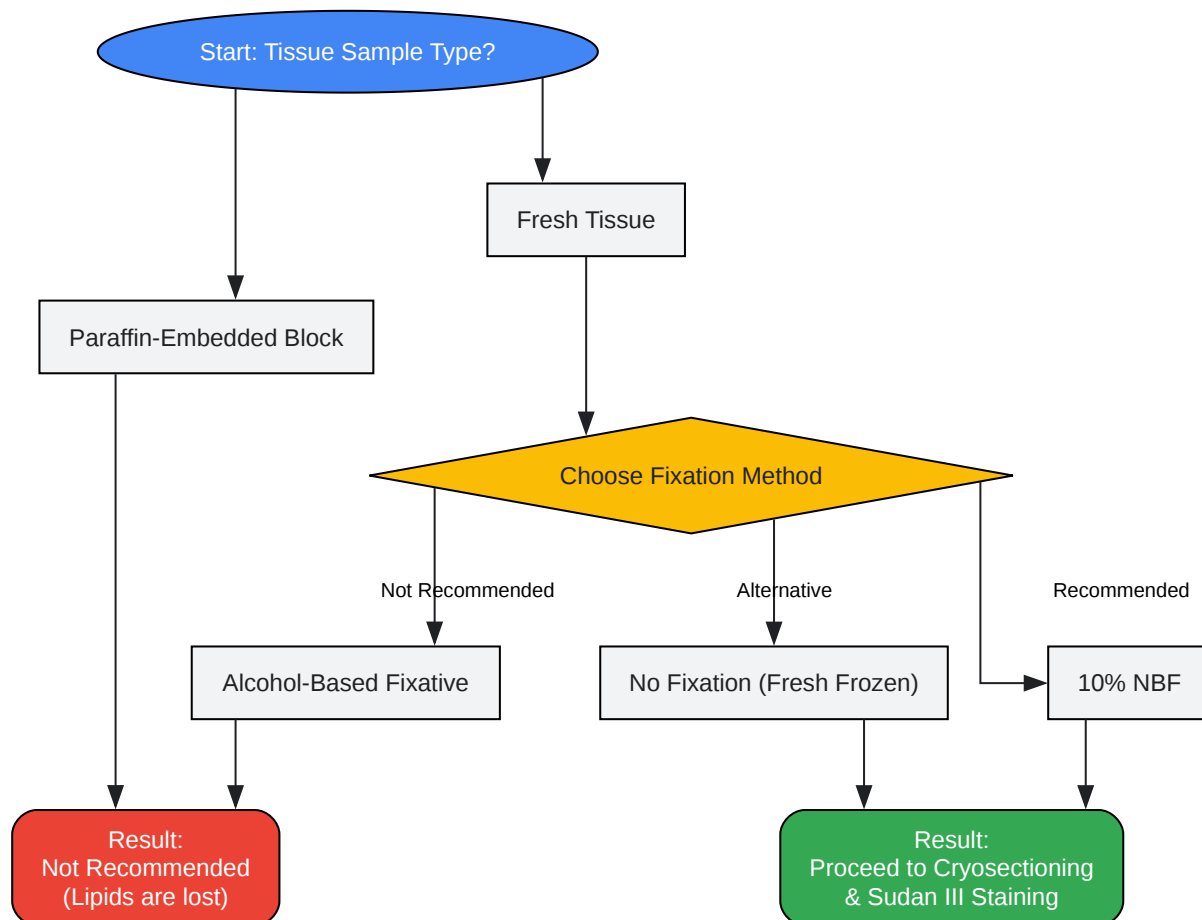 Start: Tissue Sample Type?
Fresh Tissue
Paraffin-Embedded Block
Choose Fixation Method
Not Recommended
Alternative
Recommended
Alcohol-Based Fixative
No Fixation (Fresh Frozen)
10% NBF
Result:
Not Recommended
(Lipids are lost)
Result:
Proceed to Cryosectioning
& Sudan III Staining